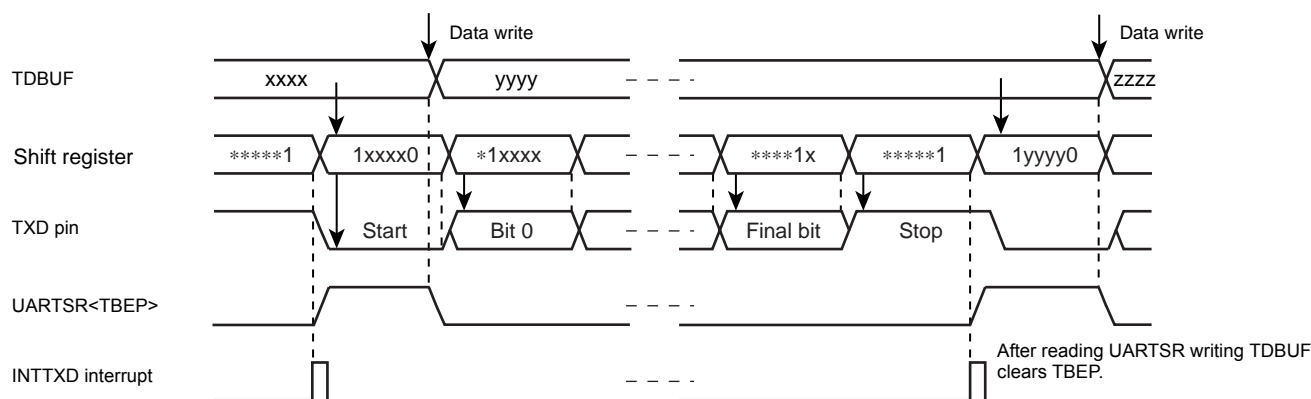 Data write
Data write
TDBUF
xxxx
yyyy
zzzz
Shift register
*****1
1xxxx0
*1xxxx
****1x
*****1
1yyyy0
TXD pin
Start
Bit 0
Final bit
Stop
UARTSR<TBEP>
INTTXD interrupt
After reading UARTSR writing TDBUF
clears TBEP.